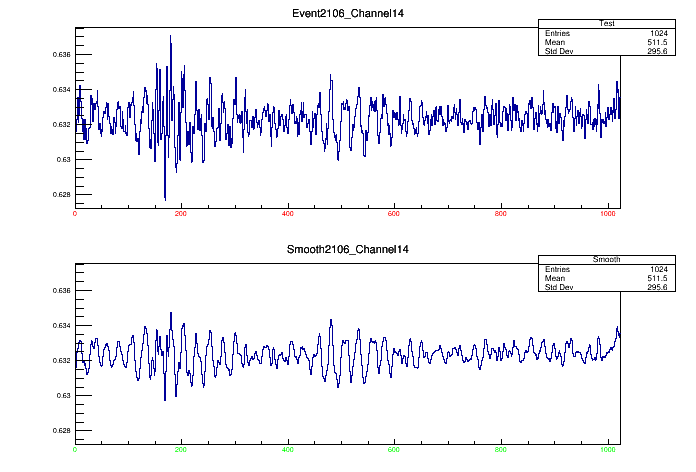 Event2106_Channel14
Test
Entries 1024
Mean 511.5
Std Dev 295.6
0.636
0.634
0.632
0.63
0.628
0 200 400 600 800 1000
Smooth2106_Channel14
Smooth
Entries 1024
Mean 511.5
Std Dev 295.6
0.636
0.634
0.632
0.63
0.628
0 200 400 600 800 1000